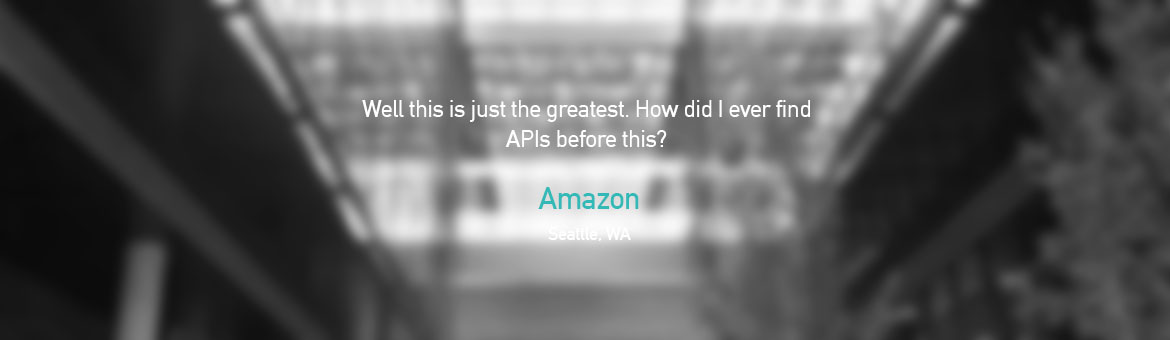 Well this is just the greatest. How did I ever find
APIs before this?
Amazon
Seattle, WA